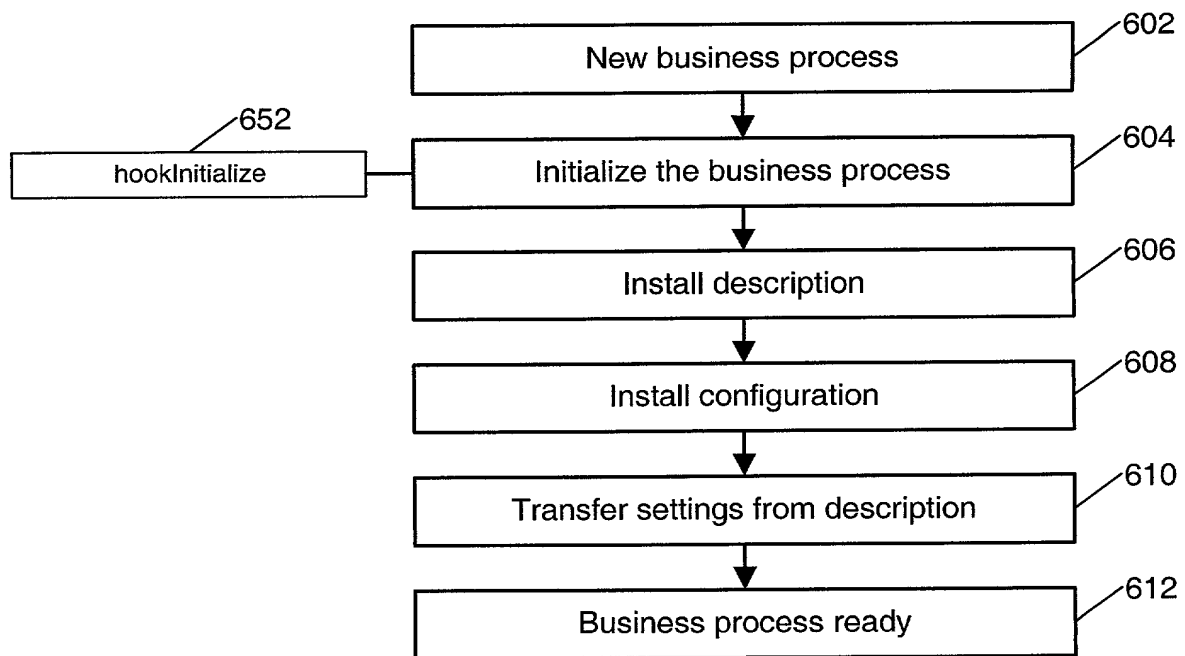 602
New business process
652
604
hookInitialize
Initialize the business process
606
Install description
608
Install configuration
610
Transfer settings from description
612
Business process ready